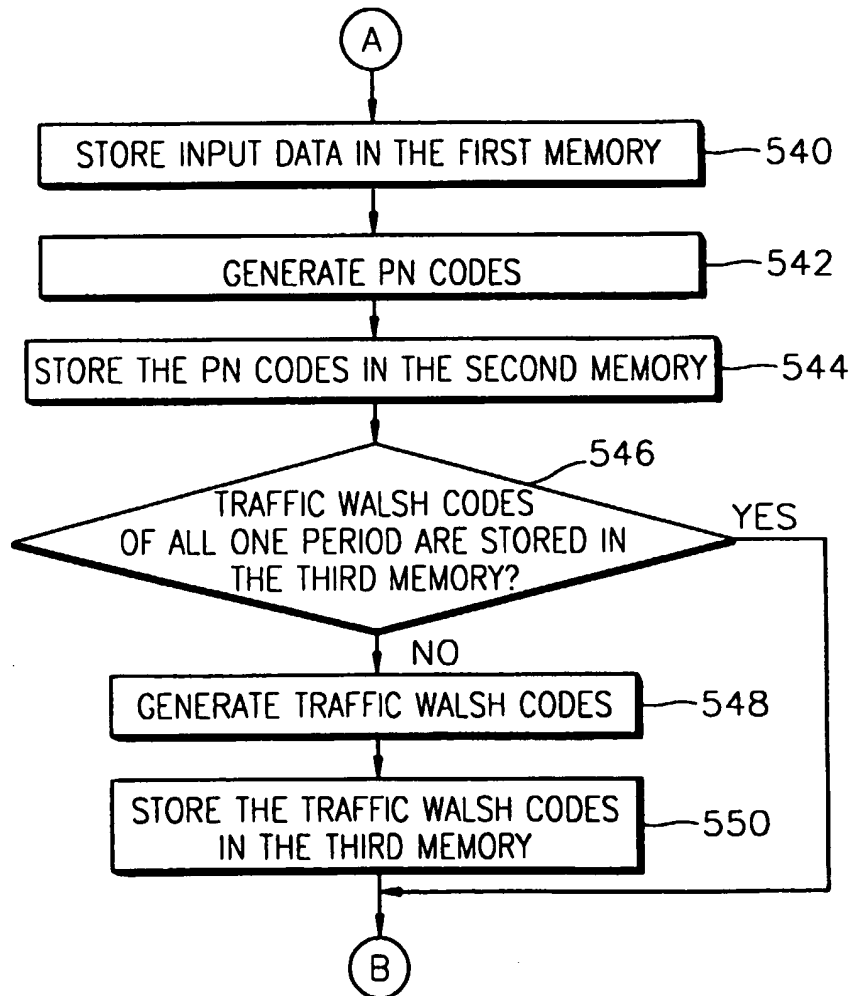 A
STORE INPUT DATA IN THE FIRST MEMORY
540
GENERATE PN CODES
542
STORE THE PN CODES IN THE SECOND MEMORY
544
546
TRAFFIC WALSH CODES
OF ALL ONE PERIOD ARE STORED IN
THE THIRD MEMORY?
YES
NO
GENERATE TRAFFIC WALSH CODES
548
STORE THE TRAFFIC WALSH CODES
IN THE THIRD MEMORY
550
B